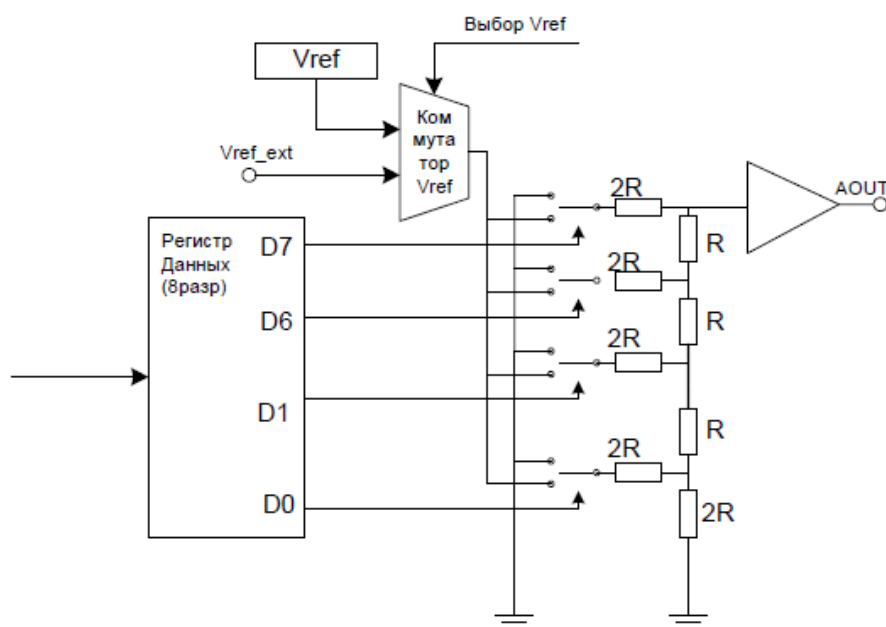 Выбор Vref
Vref
Ком
мута
тор
Vref
Vref_ext
Регистр
Данных
(8разр)
D7
D6
D1
D0
2R
2R
2R
2R
R
R
R
2R
AOUT